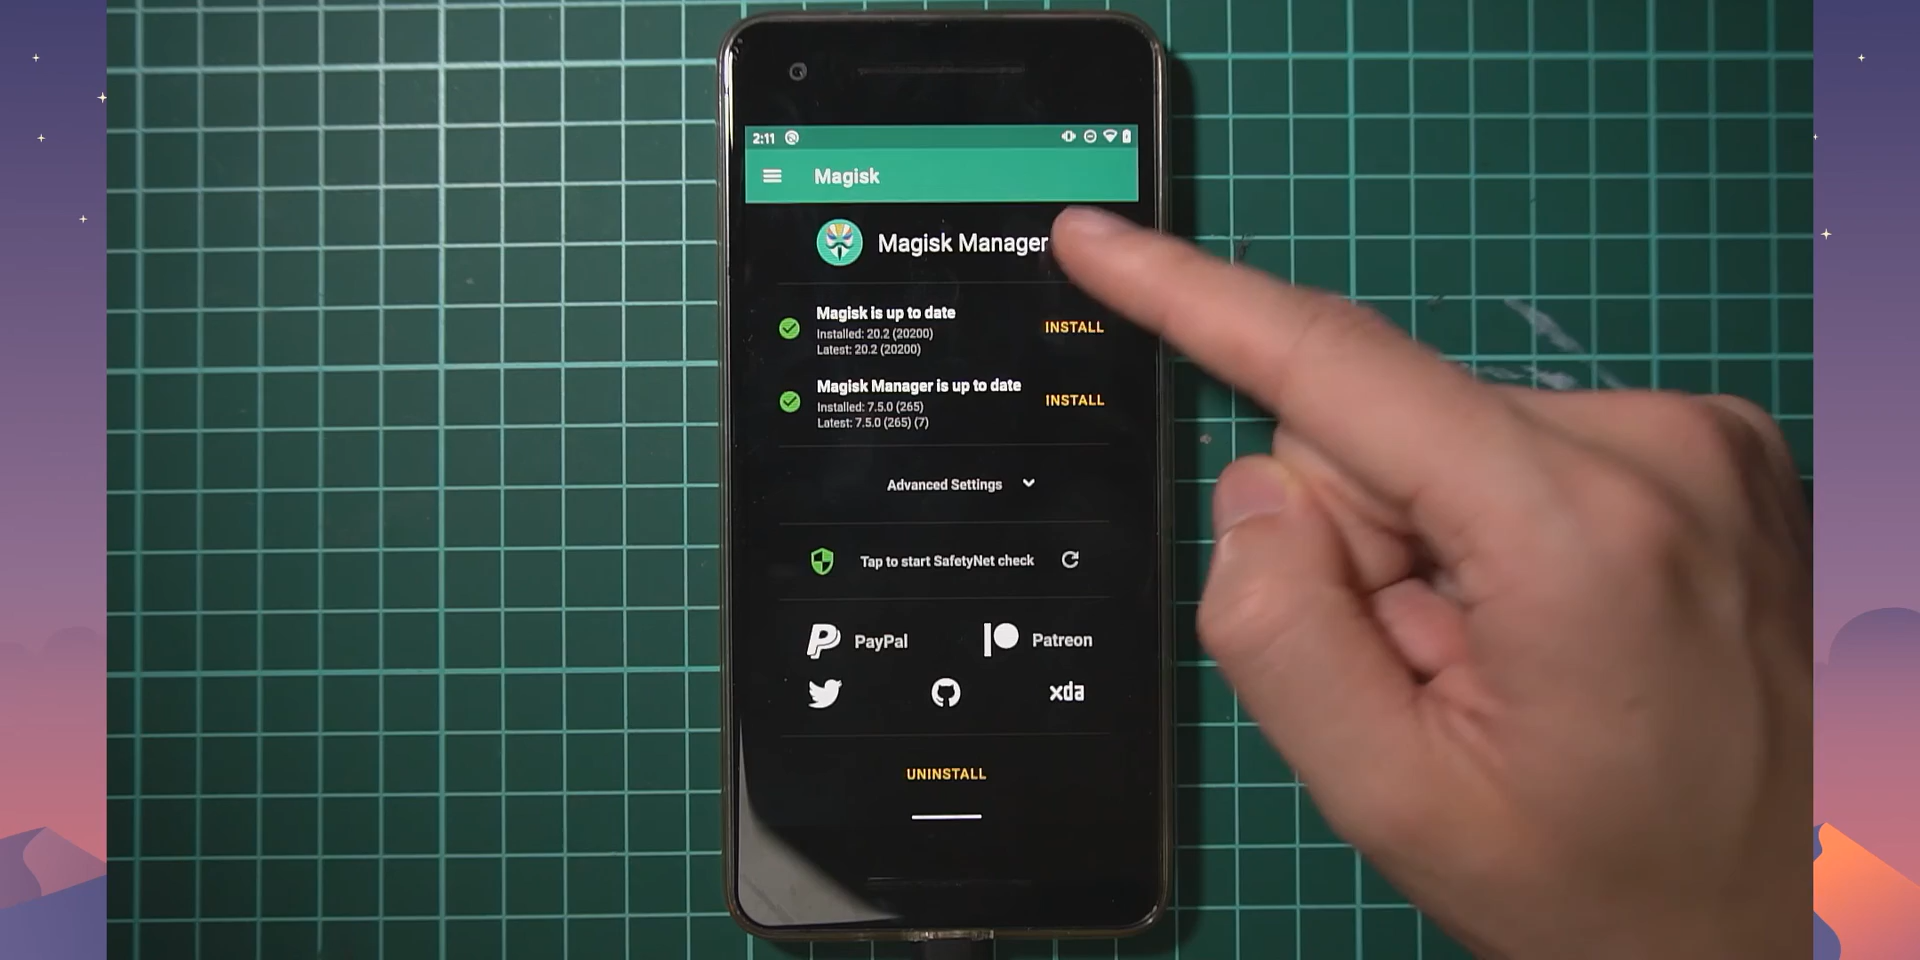 2:11
Magisk
Magisk Manager
Magisk is up to date
Installed: 20.2 (20200)
Latest: 20.2 (20200)
INSTALL
Magisk Manager is up to date
Installed: 7.5.0 (265)
Latest: 7.5.0 (265) (7)
INSTALL
Advanced Settings
Tap to start SafetyNet check
PayPal
Patreon
xda
UNINSTALL